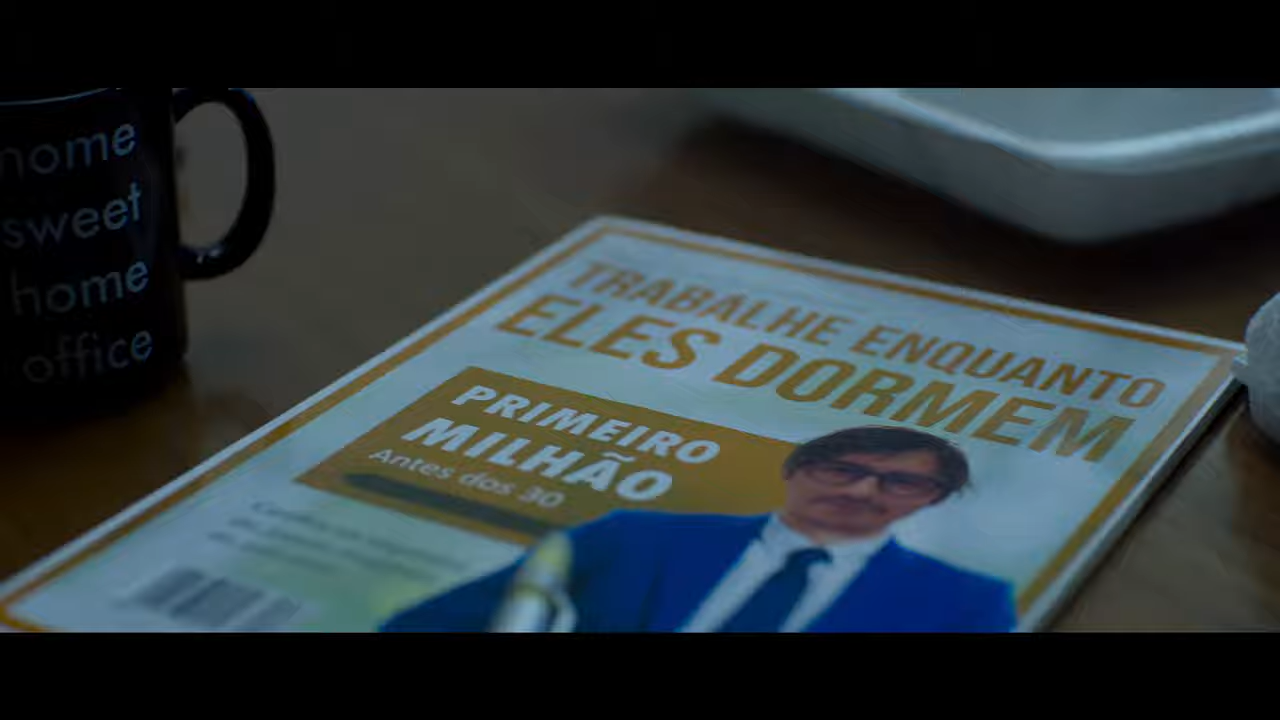 home
sweet
home
office
TRABALHE ENQUANTO
ELES DORMEM
PRIMEIRO
MILHÃO
Antes dos 30